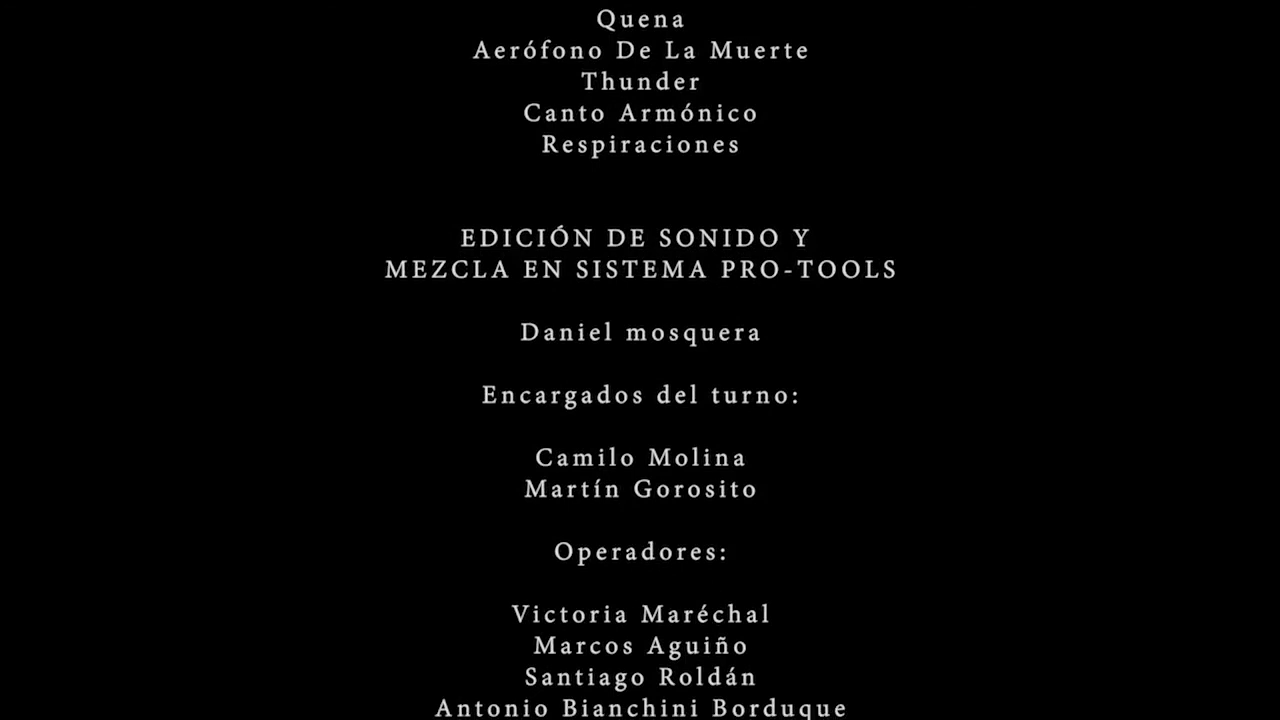 Quena
Aerófono De La Muerte
Thunder
Canto Armónico
Respiraciones
EDICIÓN DE SONIDO Y
MEZCLA EN SISTEMA PRO-TOOLS
Daniel mosquera
Encargados del turno:
Camilo Molina
Martín Gorosito
Operadores:
Victoria Maréchal
Marcos Aguiño
Santiago Roldán
Antonio Bianchini Borduque